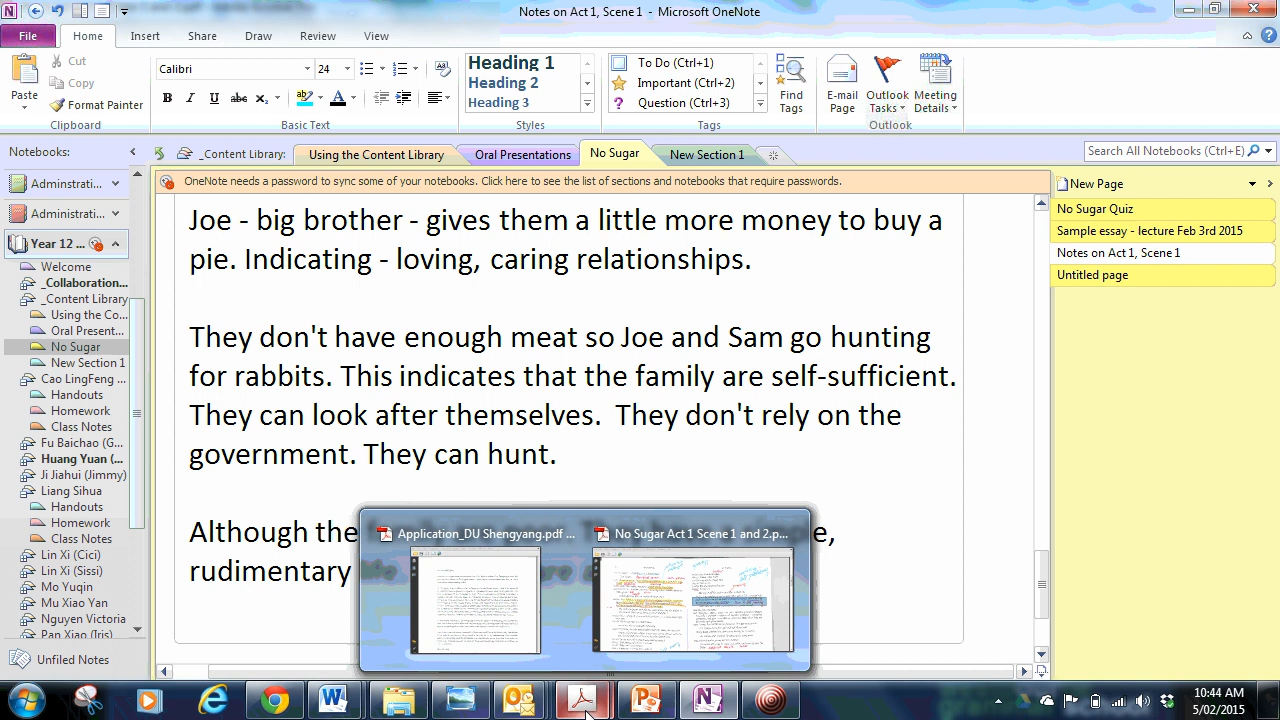 Notes on Act 1, Scene 1 - Microsoft OneNote
File Home Insert Share Draw Review View
Paste
Cut
Copy
Format Painter
Clipboard
Calibri 24
B I U abc X₂ ab A
Basic Text
Heading 1
Heading 2
Heading 3
Styles
To Do (Ctrl+1)
Important (Ctrl+2)
Question (Ctrl+3)
Tags
Find Tags
E-mail Page
Outlook Tasks
Meeting Details
Outlook
Notebooks:
_Content Library: Using the Content Library Oral Presentations No Sugar New Section 1
Search All Notebooks (Ctrl+E)
OneNote needs a password to sync some of your notebooks. Click here to see the list of sections and notebooks that require passwords.
Adminstrati...
Administrati...
Year 12 ...
Welcome
_Collaboration...
_Content Library
Using the Co...
Oral Present...
No Sugar
New Section 1
Cao LingFeng ...
Handouts
Homework
Class Notes
Fu Baichao (G...
Huang Yuan (...
Ji Jiahui (Jimmy)
Liang Sihua
Handouts
Homework
Class Notes
Lin Xi (Cici)
Lin Xi (Sissi)
Mo Yuqin
Mu Xiao Yan
Nguyen Victoria
Pan Xiao (Iris)
Unfiled Notes
Joe - big brother - gives them a little more money to buy a
pie. Indicating - loving, caring relationships.
They don't have enough meat so Joe and Sam go hunting
for rabbits. This indicates that the family are self-sufficient.
They can look after themselves.  They don't rely on the
government. They can hunt.
Although the
rudimentary
Application_DU Shengyang.pdf ...
No Sugar Act 1 Scene 1 and 2.p...
New Page
No Sugar Quiz
Sample essay - lecture Feb 3rd 2015
Notes on Act 1, Scene 1
Untitled page
10:44 AM
5/02/2015